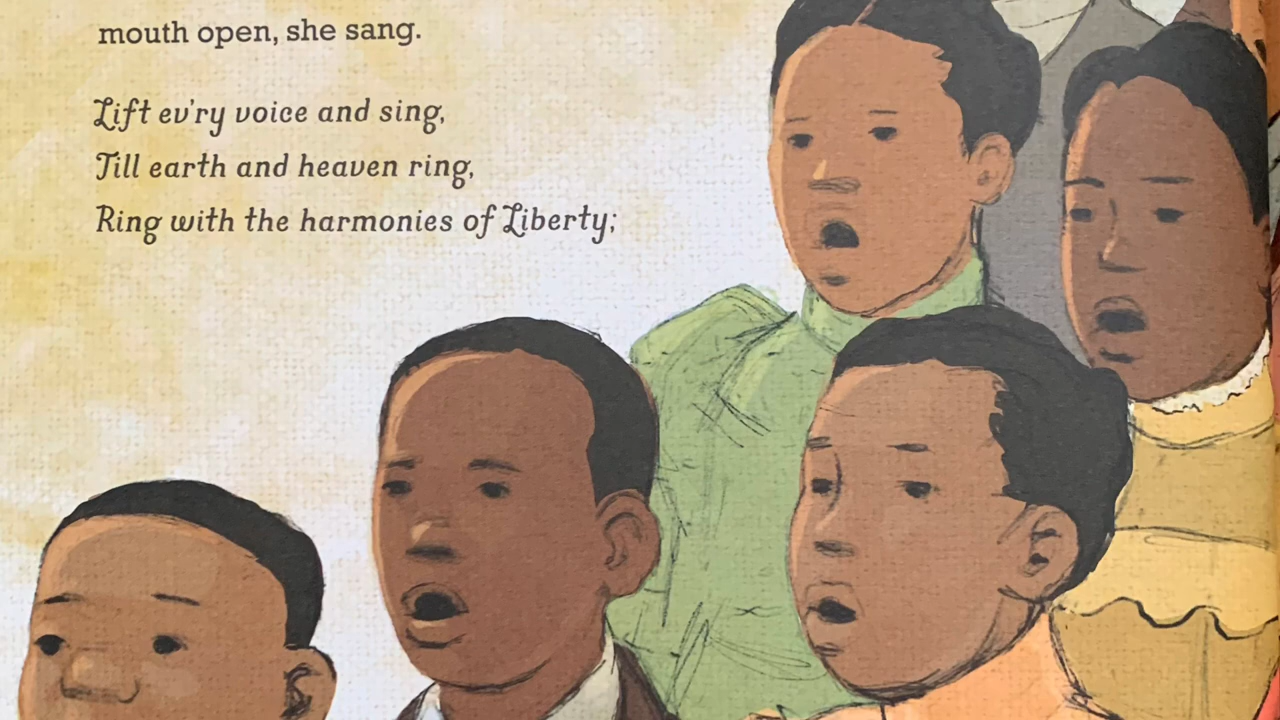 mouth open, she sang.
Lift ev'ry voice and sing,
Till earth and heaven ring,
Ring with the harmonies of Liberty;